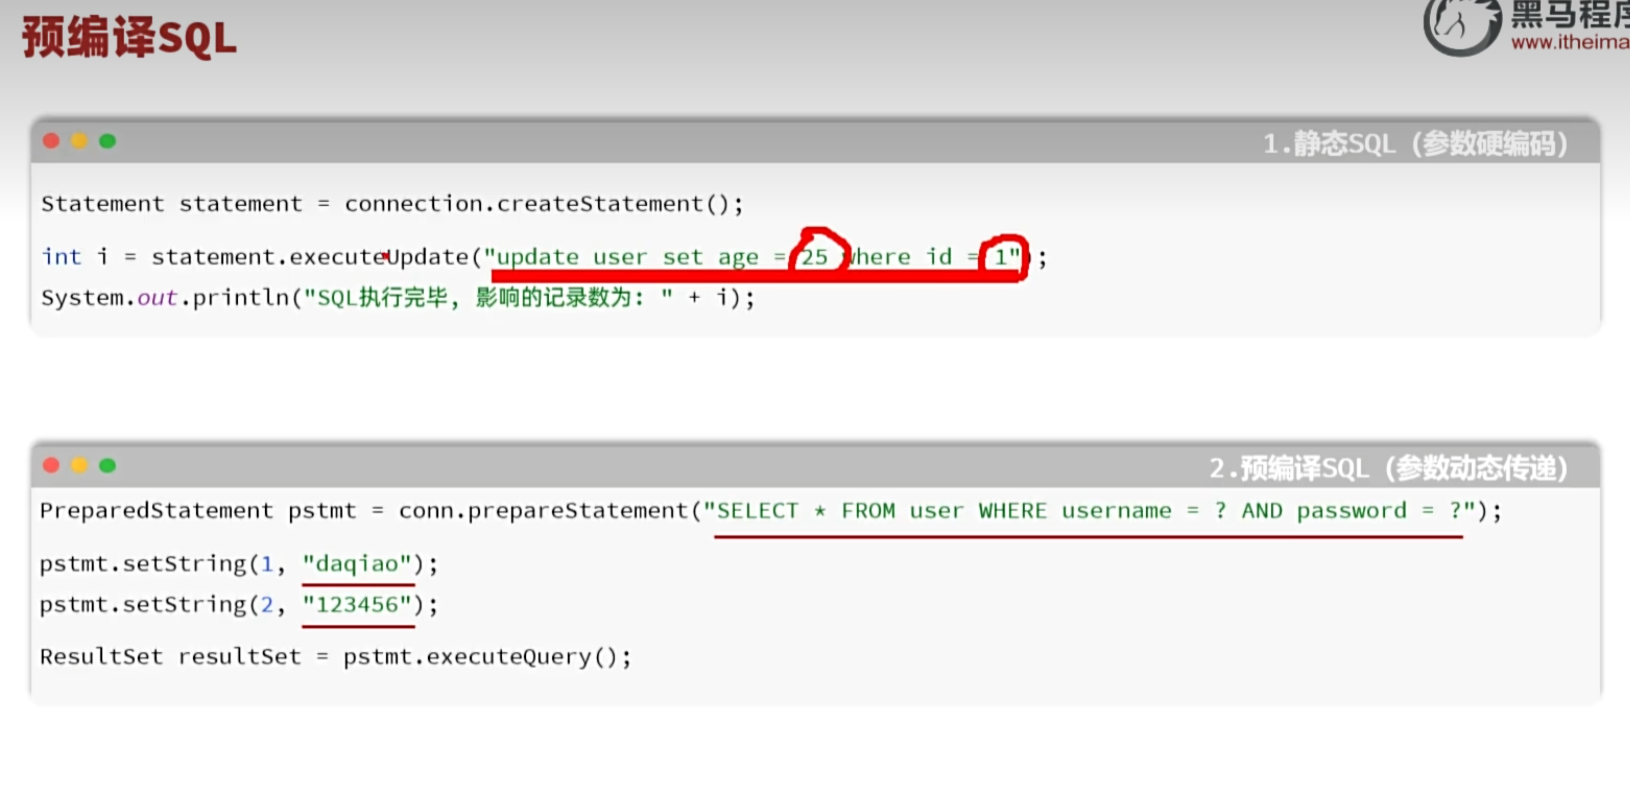 预编译SQL
黑马程序
www.itheima
1.静态SQL (参数硬编码)
Statement statement = connection.createStatement();
int i = statement.executeUpdate("update user set age = 25 where id = 1");
System.out.println("SQL执行完毕, 影响的记录数为: " + i);
2.预编译SQL (参数动态传递)
PreparedStatement pstmt = conn.prepareStatement("SELECT * FROM user WHERE username = ? AND password = ?");
pstmt.setString(1, "daqiao");
pstmt.setString(2, "123456");
ResultSet resultSet = pstmt.executeQuery();